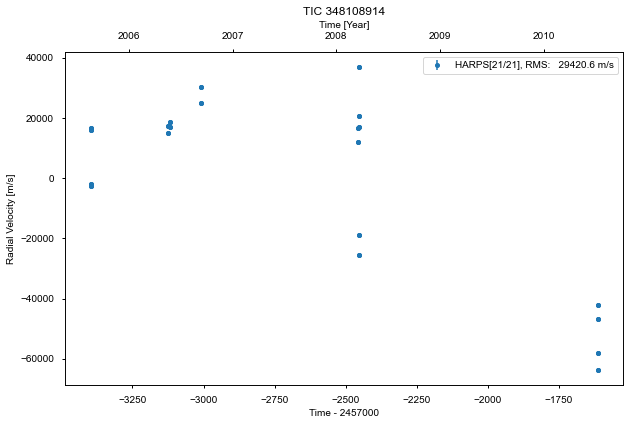 TIC 348108914
Time [Year]
2006 2007 2008 2009 2010
HARPS[21/21], RMS: 29420.6 m/s
40000
20000
0
−20000
−40000
−60000
Radial Velocity [m/s]
−3250 −3000 −2750 −2500 −2250 −2000 −1750
Time - 2457000